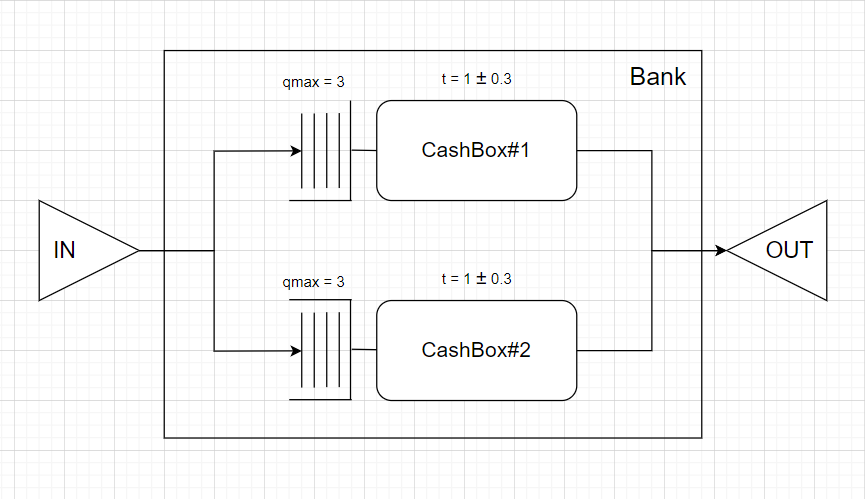 Bank
qmax = 3
t = 1 ± 0.3
CashBox#1
IN
OUT
qmax = 3
t = 1 ± 0.3
CashBox#2